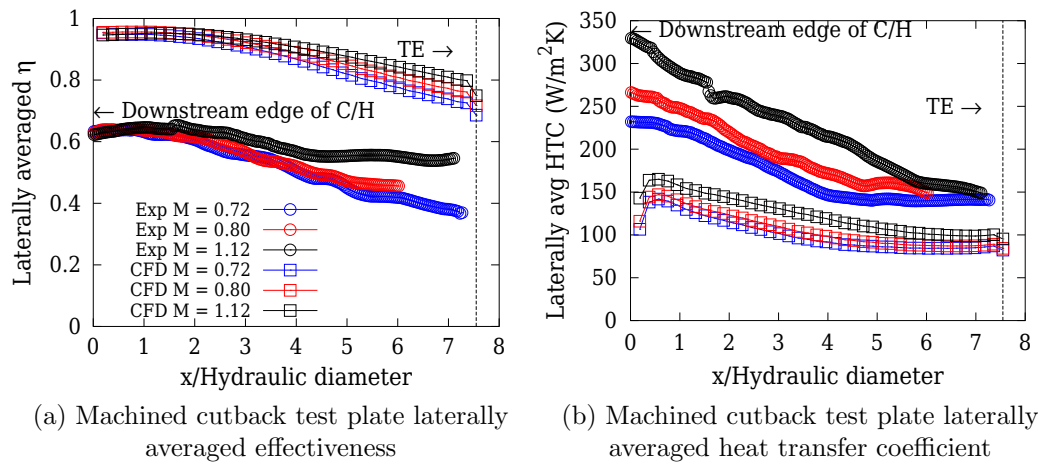 1
0.8
0.6
0.4
0.2
0
0 1 2 3 4 5 6 7 8
Laterally averaged η
x/Hydraulic diameter
TE →
← Downstream edge of C/H
Exp M = 0.72
Exp M = 0.80
Exp M = 1.12
CFD M = 0.72
CFD M = 0.80
CFD M = 1.12
(a) Machined cutback test plate laterally
averaged effectiveness
350
300
250
200
150
100
50
0
0 1 2 3 4 5 6 7 8
Laterally avg HTC (W/m²K)
x/Hydraulic diameter
← Downstream edge of C/H
TE →
(b) Machined cutback test plate laterally
averaged heat transfer coefficient